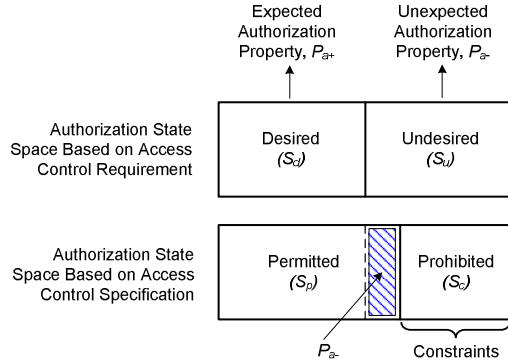 Expected
Authorization
Property, Pa+
Unexpected
Authorization
Property, Pa-
Authorization State
Space Based on Access
Control Requirement
Desired
(Sd)
Undesired
(Su)
Authorization State
Space Based on Access
Control Specification
Permitted
(Sp)
Prohibited
(Sc)
Pa-
Constraints